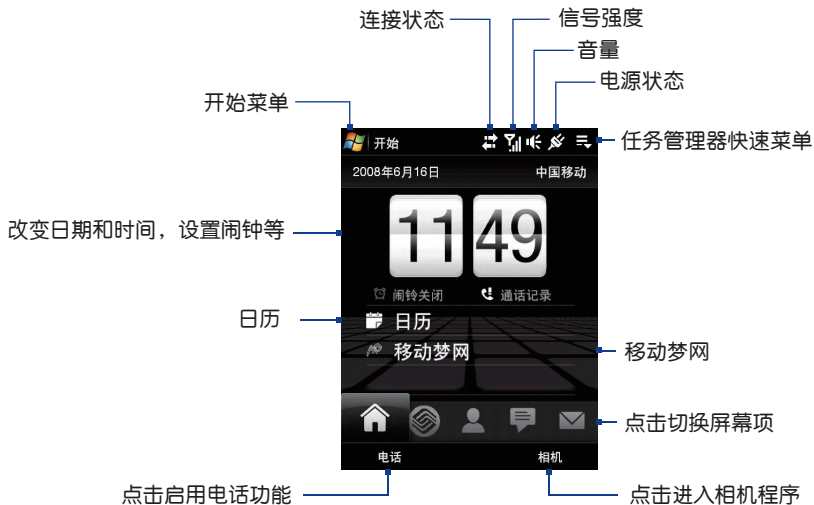 连接状态
信号强度
音量
电源状态
开始菜单
任务管理器快速菜单
开始
2008年6月16日
中国移动
改变日期和时间，设置闹钟等
11 49
闹铃关闭
通话记录
日历
日历
移动梦网
移动梦网
点击切换屏幕项
电话
相机
点击启用电话功能
点击进入相机程序